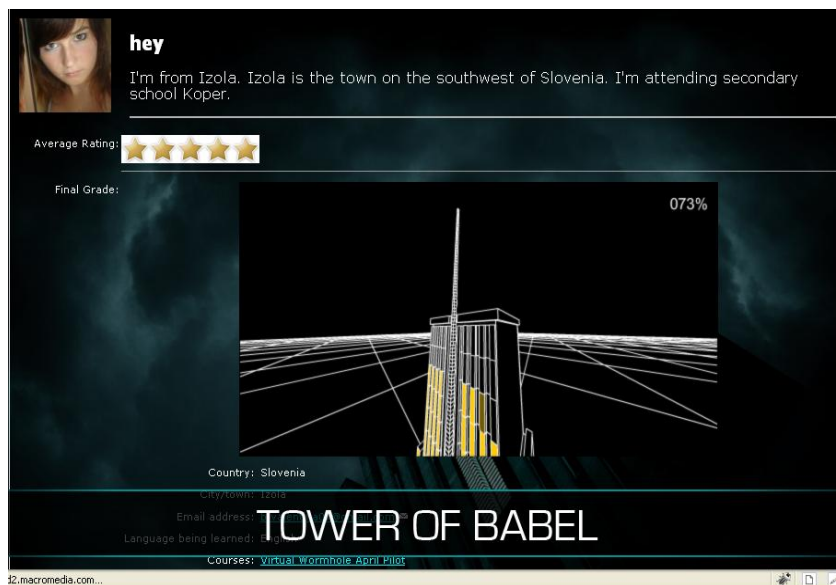 hey
I'm from Izola. Izola is the town on the southwest of Slovenia. I'm attending secondary
school Koper.
Average Rating:
Final Grade:
073%
Country: Slovenia
City/town: Izola
Email address:
Language being learned: English
TOWER OF BABEL
Courses: Virtual Wormhole April Pilot
d2.macromedia.com...